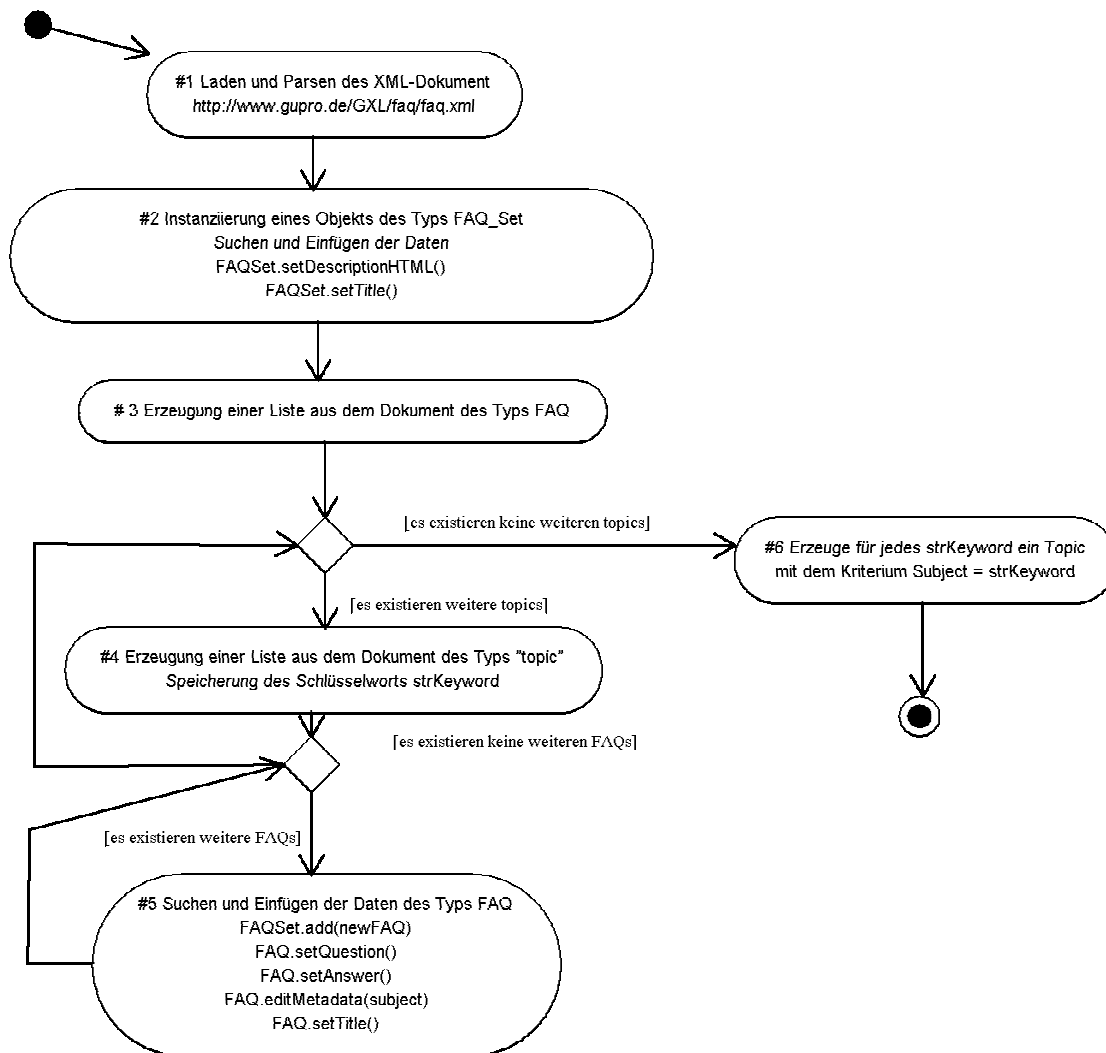 #1 Laden und Parsen des XML-Dokument
http://www.gupro.de/GXL/faq/faq.xml
#2 Instanziierung eines Objekts des Typs FAQ_Set
Suchen und Einfügen der Daten
FAQSet.setDescriptionHTML()
FAQSet.setTitle()
# 3 Erzeugung einer Liste aus dem Dokument des Typs FAQ
[es existieren keine weiteren topics]
#6 Erzeuge für jedes strKeyword ein Topic
mit dem Kriterium Subject = strKeyword
[es existieren weitere topics]
#4 Erzeugung einer Liste aus dem Dokument des Typs "topic"
Speicherung des Schlüsselworts strKeyword
[es existieren keine weiteren FAQs]
[es existieren weitere FAQs]
#5 Suchen und Einfügen der Daten des Typs FAQ
FAQSet.add(newFAQ)
FAQ.setQuestion()
FAQ.setAnswer()
FAQ.editMetadata(subject)
FAQ.setTitle()